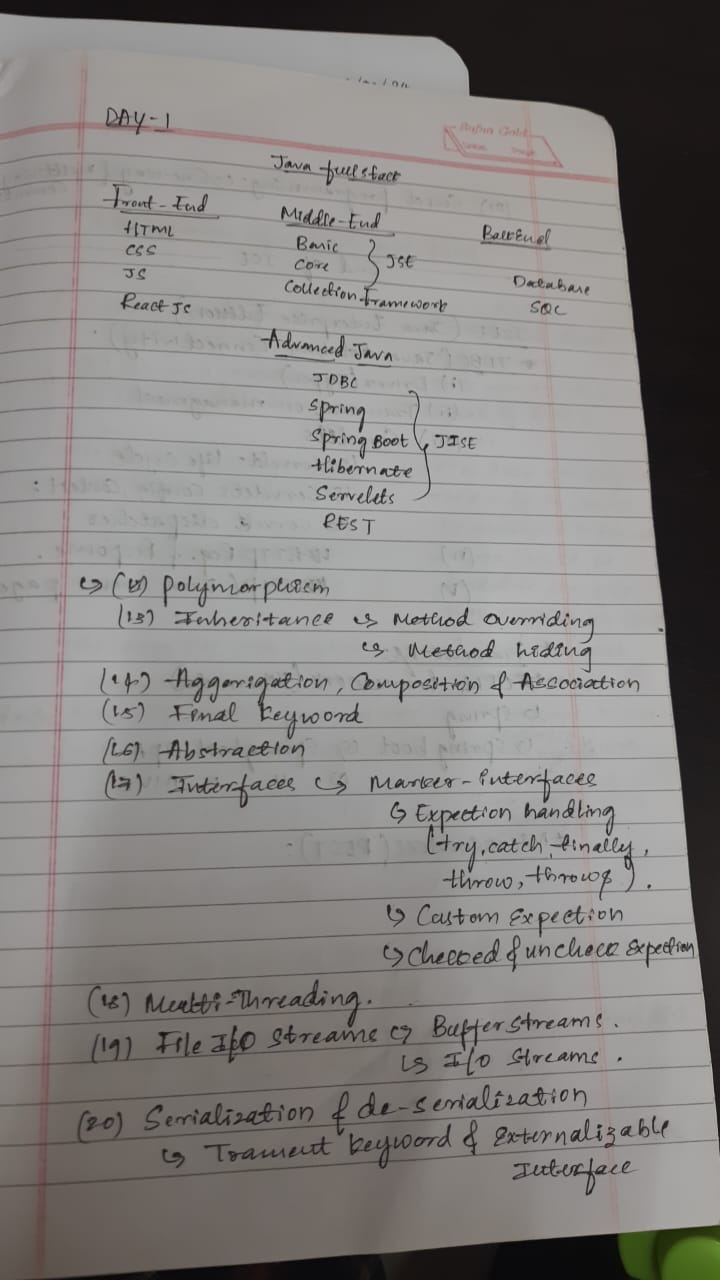 DAY-1
Rufin Gold
Java fullstack
Front-End Middle-End BackEnd
HTML Basic
CSS Core } JSE
JS Collection Framework Database
React Js SQL
Advanced Java
JDBC
Spring
Spring Boot } JISE
Hibernate
Servelets
REST
↳ (12) Polymorphism
(13) Inheritance ↳ Method Overriding
↳ Method hiding
(14) Aggerigation, Composition & Association
(15) Final keyword
(16) Abstraction
(17) Interfaces ↳ Marker-interfaces
↳ Expection handling
(try, catch, finally,
throw, throws).
↳ Custom Expection
↳ Checked & uncheck Expection
(18) Multi-Threading.
(19) File I/O Streams ↳ Buffer streams.
↳ I/O Streams.
(20) Serialization & de-serialization
↳ keyword & Externalizable
Interface